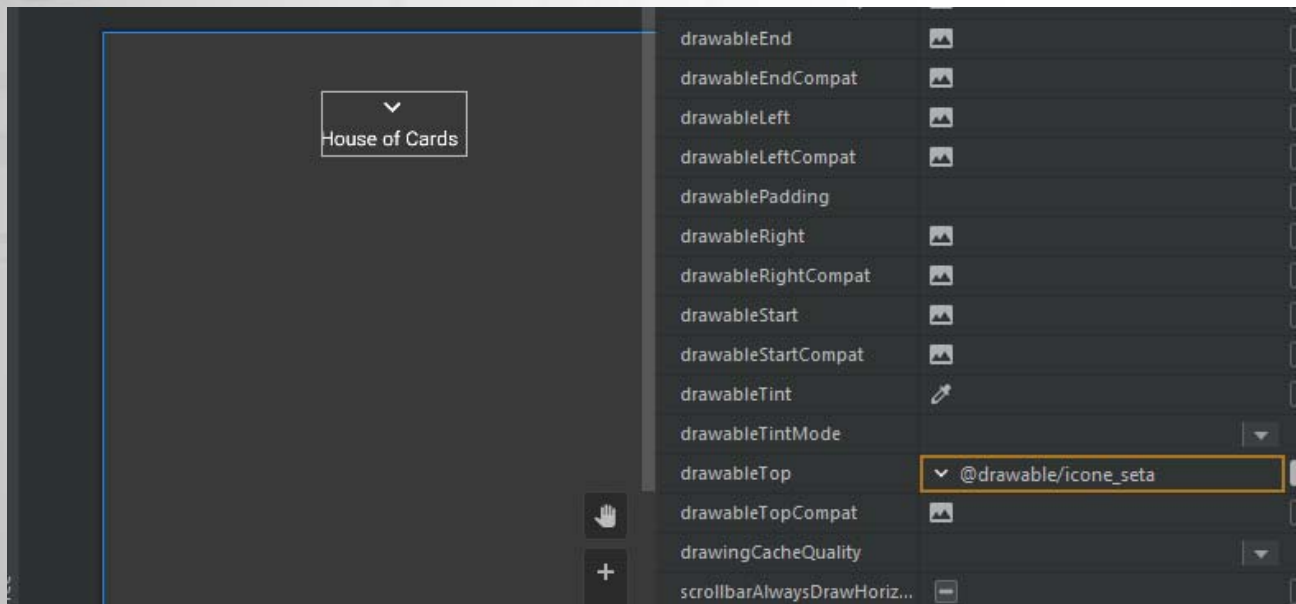 House of Cards
drawableEnd
drawableEndCompat
drawableLeft
drawableLeftCompat
drawablePadding
drawableRight
drawableRightCompat
drawableStart
drawableStartCompat
drawableTint
drawableTintMode
drawableTop @drawable/icone_seta
drawableTopCompat
drawingCacheQuality
scrollbarAlwaysDrawHoriz...